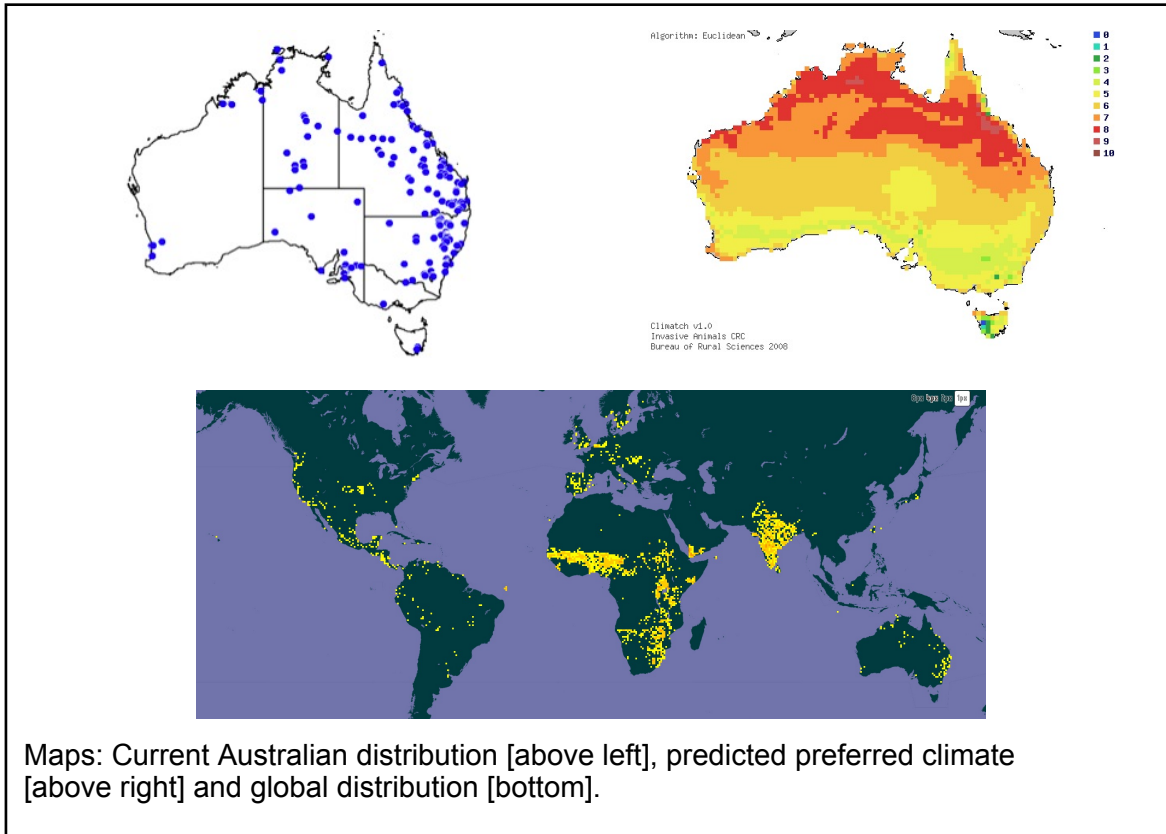 Algorithm: Euclidean
0
1
2
3
4
5
6
7
8
9
10
Climatch v1.0
Invasive Animals CRC
Bureau of Rural Sciences 2008
1px
Maps: Current Australian distribution [above left], predicted preferred climate
[above right] and global distribution [bottom].